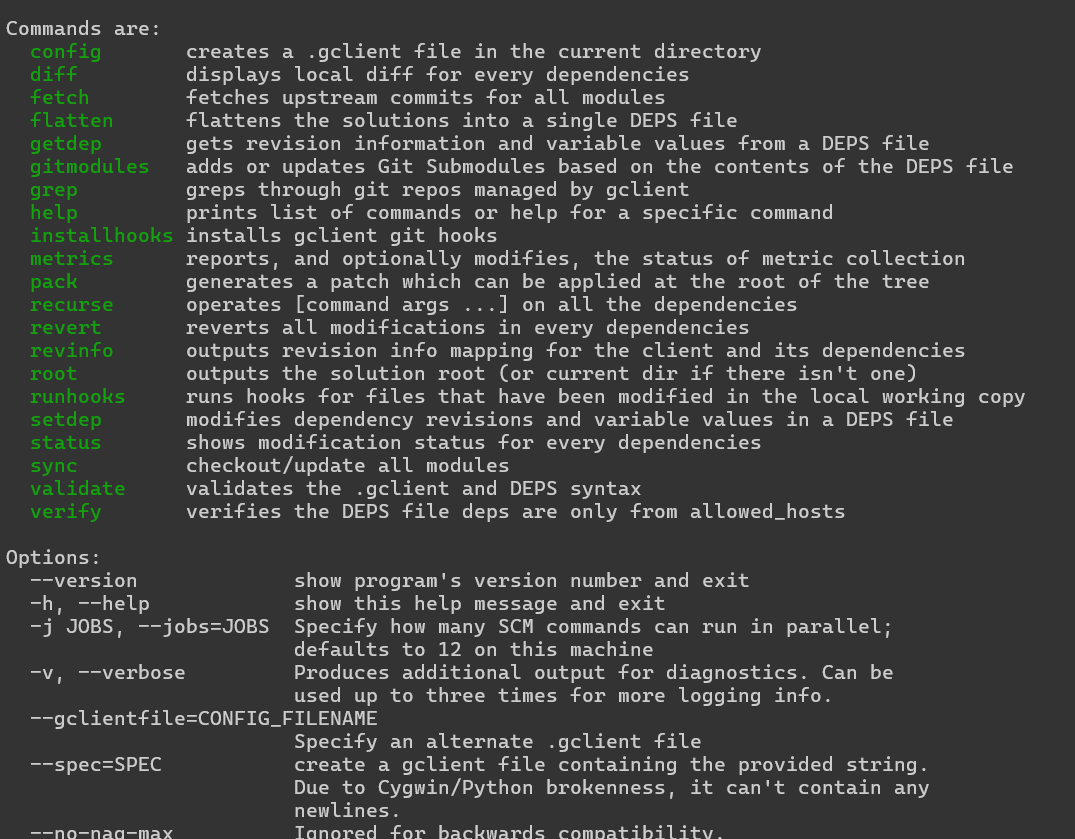 Commands are:
config creates a .gclient file in the current directory
diff displays local diff for every dependencies
fetch fetches upstream commits for all modules
flatten flattens the solutions into a single DEPS file
getdep gets revision information and variable values from a DEPS file
gitmodules adds or updates Git Submodules based on the contents of the DEPS file
grep greps through git repos managed by gclient
help prints list of commands or help for a specific command
installhooks installs gclient git hooks
metrics reports, and optionally modifies, the status of metric collection
pack generates a patch which can be applied at the root of the tree
recurse operates [command args ...] on all the dependencies
revert reverts all modifications in every dependencies
revinfo outputs revision info mapping for the client and its dependencies
root outputs the solution root (or current dir if there isn't one)
runhooks runs hooks for files that have been modified in the local working copy
setdep modifies dependency revisions and variable values in a DEPS file
status shows modification status for every dependencies
sync checkout/update all modules
validate validates the .gclient and DEPS syntax
verify verifies the DEPS file deps are only from allowed_hosts
Options:
--version show program's version number and exit
-h, --help show this help message and exit
-j JOBS, --jobs=JOBS Specify how many SCM commands can run in parallel;
defaults to 12 on this machine
-v, --verbose Produces additional output for diagnostics. Can be
used up to three times for more logging info.
--gclientfile=CONFIG_FILENAME
Specify an alternate .gclient file
--spec=SPEC create a gclient file containing the provided string.
Due to Cygwin/Python brokenness, it can't contain any
newlines.
--no-nag-max Ignored for backwards compatibility.